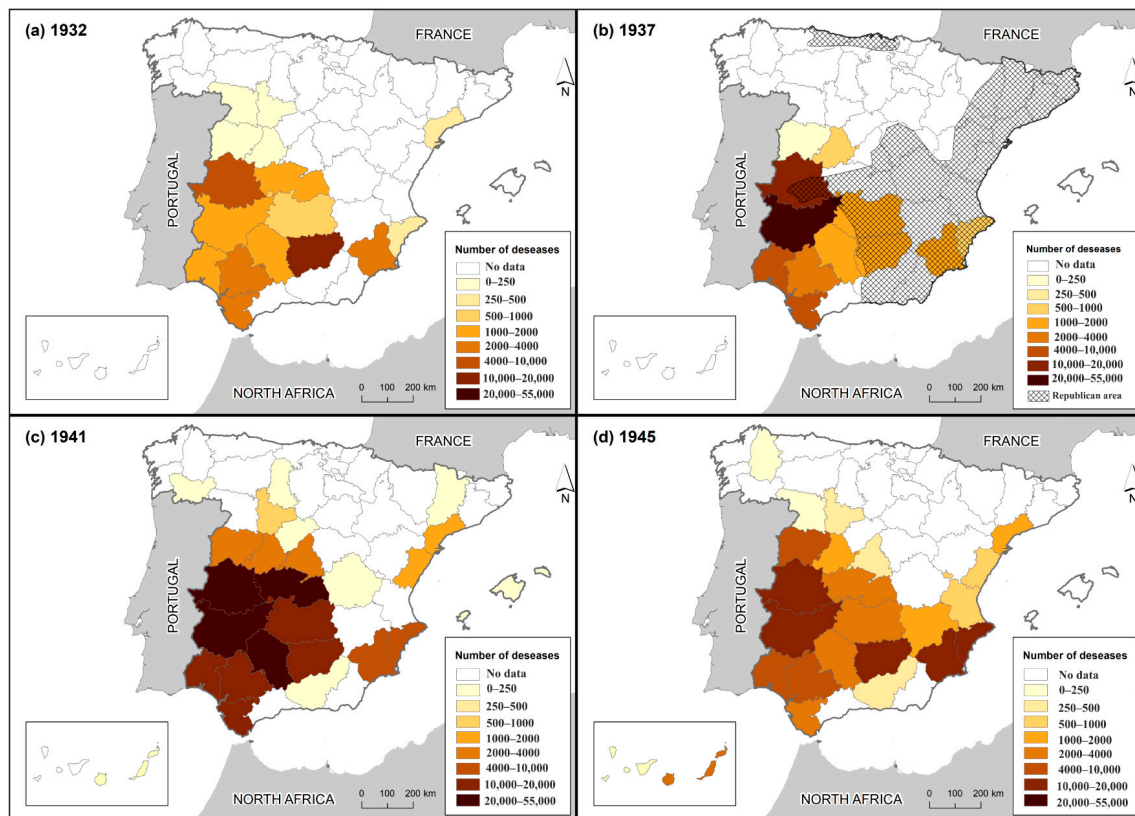 (a) 1932
FRANCE
N
PORTUGAL
NORTH AFRICA
0 100 200 km
Number of deseases
No data
0–250
250–500
500–1000
1000–2000
2000–4000
4000–10,000
10,000–20,000
20,000–55,000
(b) 1937
FRANCE
N
PORTUGAL
NORTH AFRICA
0 100 200 km
Number of deseases
No data
0–250
250–500
500–1000
1000–2000
2000–4000
4000–10,000
10,000–20,000
20,000–55,000
Republican area
(c) 1941
FRANCE
N
PORTUGAL
NORTH AFRICA
0 100 200 km
Number of deseases
No data
0–250
250–500
500–1000
1000–2000
2000–4000
4000–10,000
10,000–20,000
20,000–55,000
(d) 1945
FRANCE
N
PORTUGAL
NORTH AFRICA
0 100 200 km
Number of deseases
No data
0–250
250–500
500–1000
1000–2000
2000–4000
4000–10,000
10,000–20,000
20,000–55,000